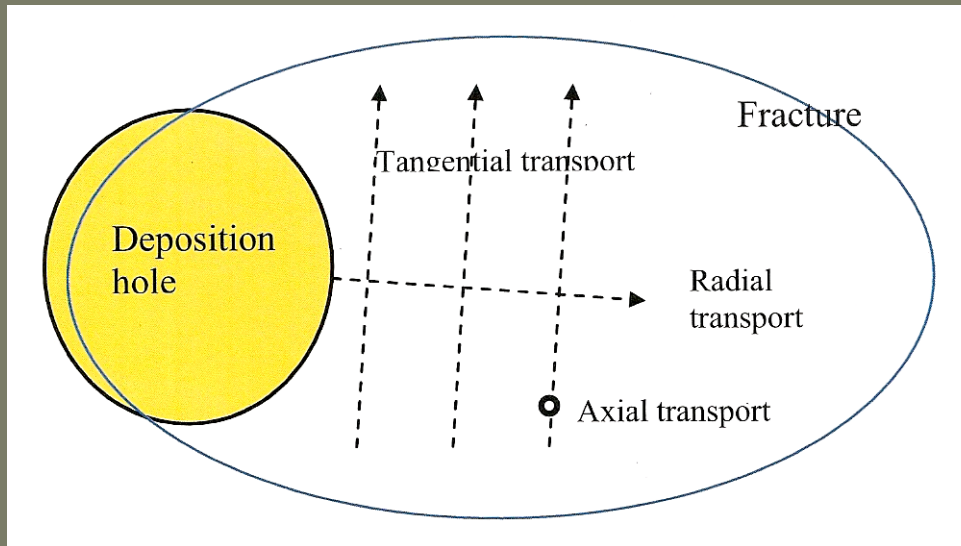 Fracture
Tangential transport
Deposition
hole
Radial
transport
Axial transport